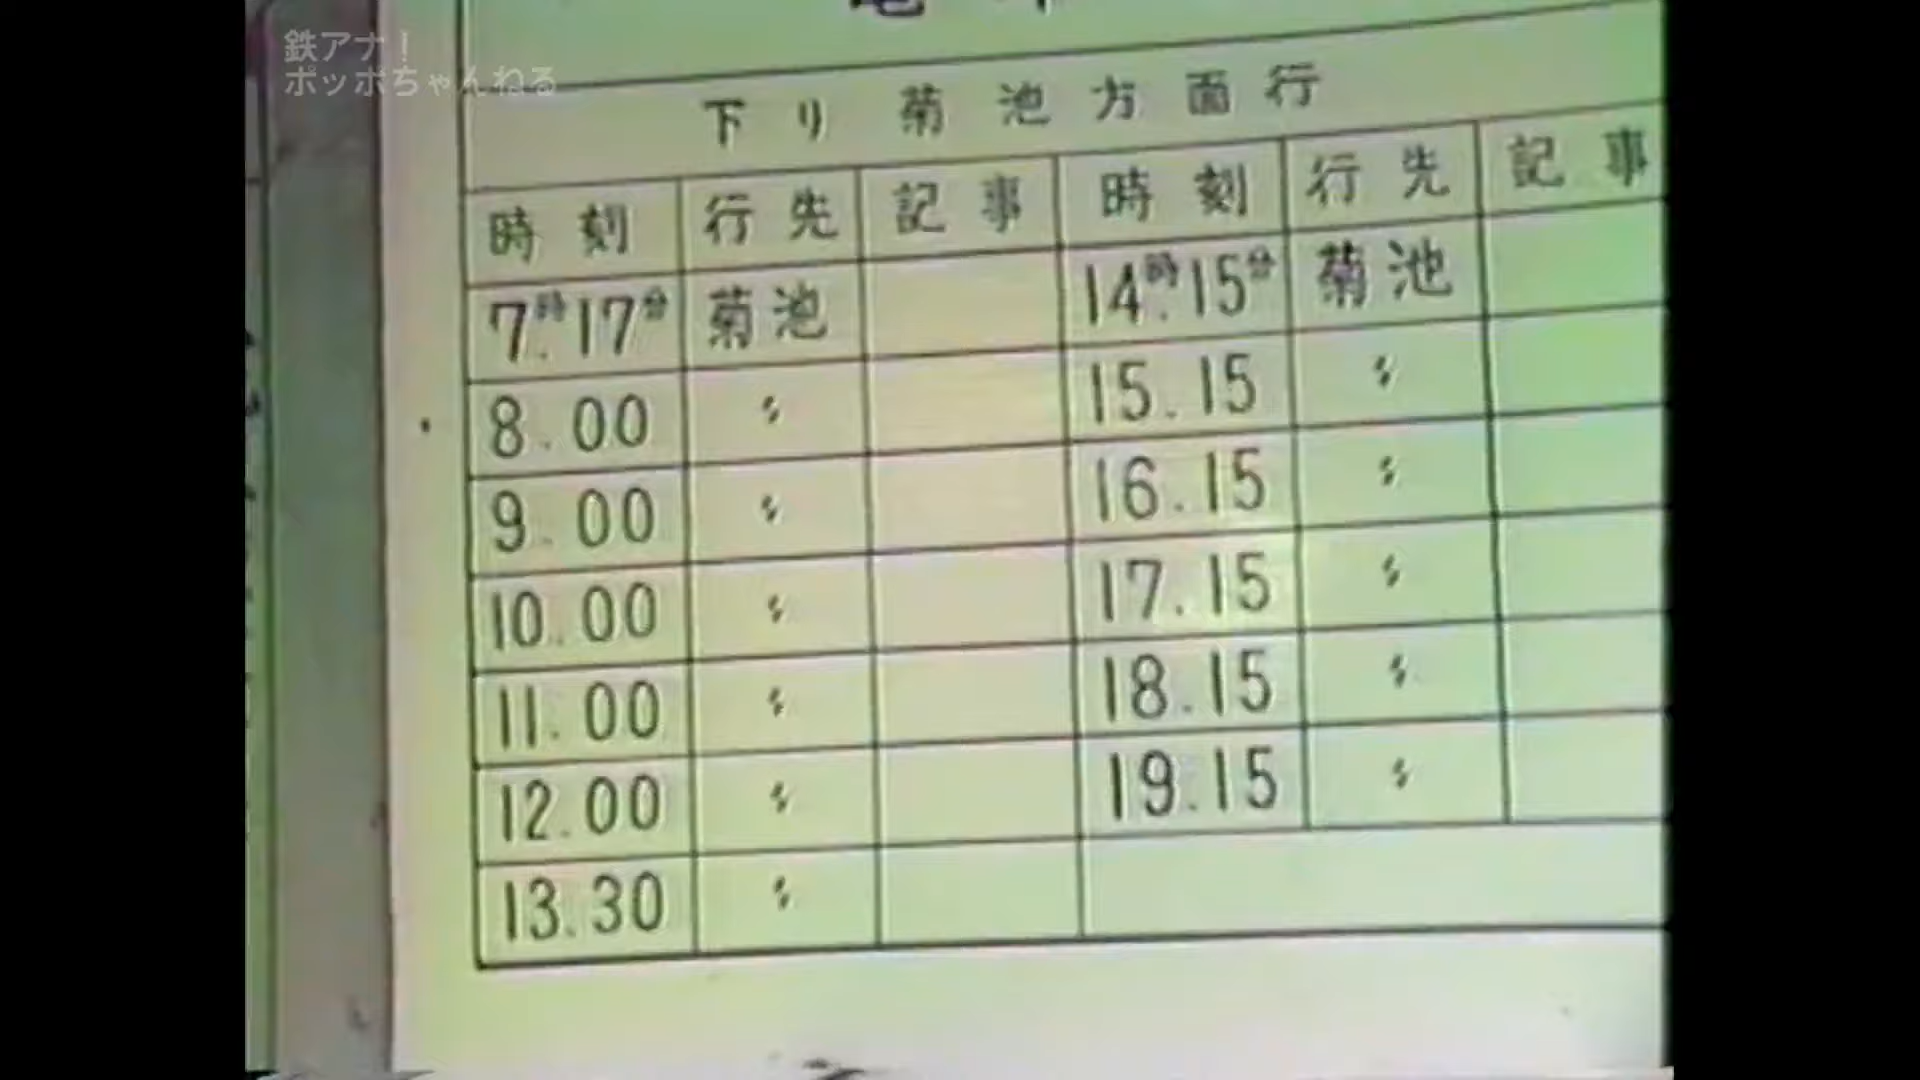 鉄アナ！
ポッポちゃんねる
下り 菊池方面行
時刻 行先 記事 時刻 行先 記事
7時17分 菊池 14時15分 菊池
8.00 〃 15.15 〃
9.00 〃 16.15 〃
10.00 〃 17.15 〃
11.00 〃 18.15 〃
12.00 〃 19.15 〃
13.30 〃